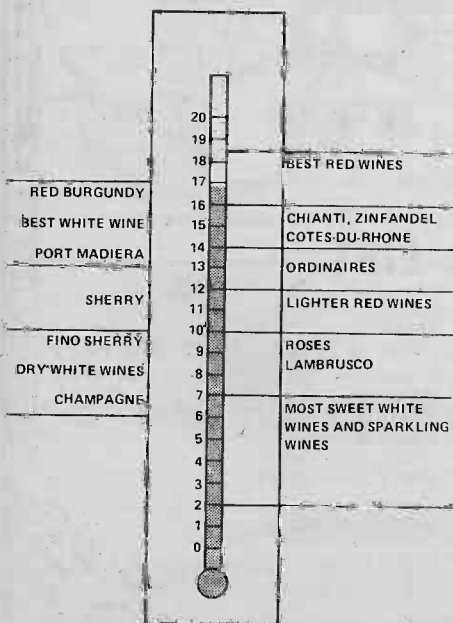 20
19
18
17
16
15
14
13
12
11
10
9
8
7
6
5
4
3
2
1
0
RED BURGUNDY
BEST WHITE WINE
PORT MADIERA
SHERRY
FINO SHERRY
DRY WHITE WINES
CHAMPAGNE
BEST RED WINES
CHIANTI, ZINFANDEL
COTES-DU-RHONE
ORDINAIRES
LIGHTER RED WINES
ROSES
LAMBRUSCO
MOST SWEET WHITE
WINES AND SPARKLING
WINES